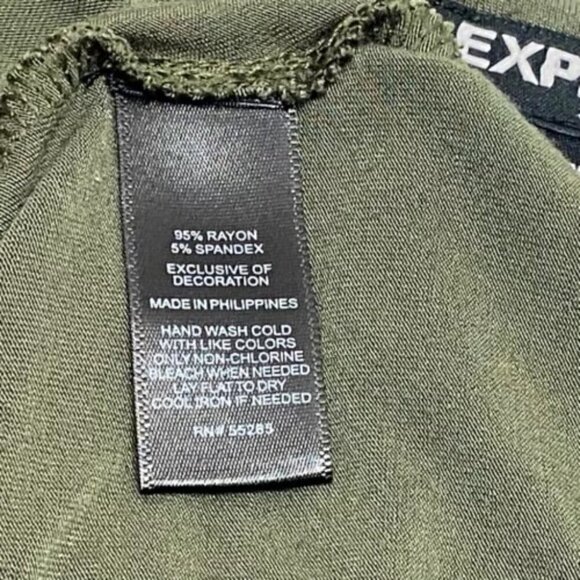 EXP
95% RAYON
5% SPANDEX
EXCLUSIVE OF
DECORATION
MADE IN PHILIPPINES
HAND WASH COLD
WITH LIKE COLORS
ONLY NON-CHLORINE
BLEACH WHEN NEEDED
LAY FLAT TO DRY
COOL IRON IF NEEDED
RN# 55285